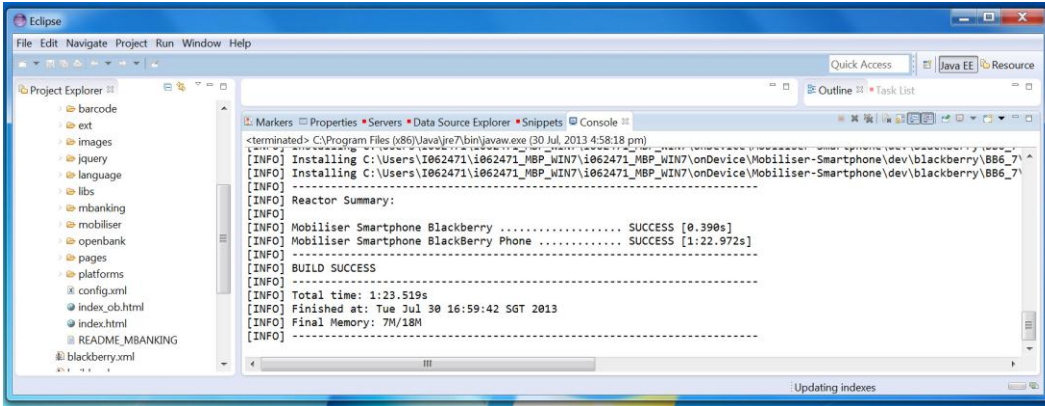 Eclipse
File Edit Navigate Project Run Window Help
Quick Access
Java EE
Resource
Project Explorer
barcode
ext
images
jquery
language
libs
mbanking
mobiliser
openbank
pages
platforms
config.xml
index_ob.html
index.html
README_MBANKING
blackberry.xml
Outline
Task List
Markers Properties Servers Data Source Explorer Snippets Console
<terminated> C:\Program Files (x86)\Java\jre7\bin\javaw.exe (30 Jul, 2013 4:58:18 pm)
[INFO] Installing C:\Users\I062471\i062471_MBP_WIN7\i062471_MBP_WIN7\onDevice\Mobiliser-Smartphone\dev\blackberry\BB6_7\
[INFO] Installing C:\Users\I062471\i062471_MBP_WIN7\i062471_MBP_WIN7\onDevice\Mobiliser-Smartphone\dev\blackberry\BB6_7\
[INFO] ------------------------------------------------------------------------
[INFO] Reactor Summary:
[INFO]
[INFO] Mobiliser Smartphone Blackberry ................... SUCCESS [0.390s]
[INFO] Mobiliser Smartphone BlackBerry Phone ............. SUCCESS [1:22.972s]
[INFO] ------------------------------------------------------------------------
[INFO] BUILD SUCCESS
[INFO] ------------------------------------------------------------------------
[INFO] Total time: 1:23.519s
[INFO] Finished at: Tue Jul 30 16:59:42 SGT 2013
[INFO] Final Memory: 7M/18M
[INFO] ------------------------------------------------------------------------
Updating indexes